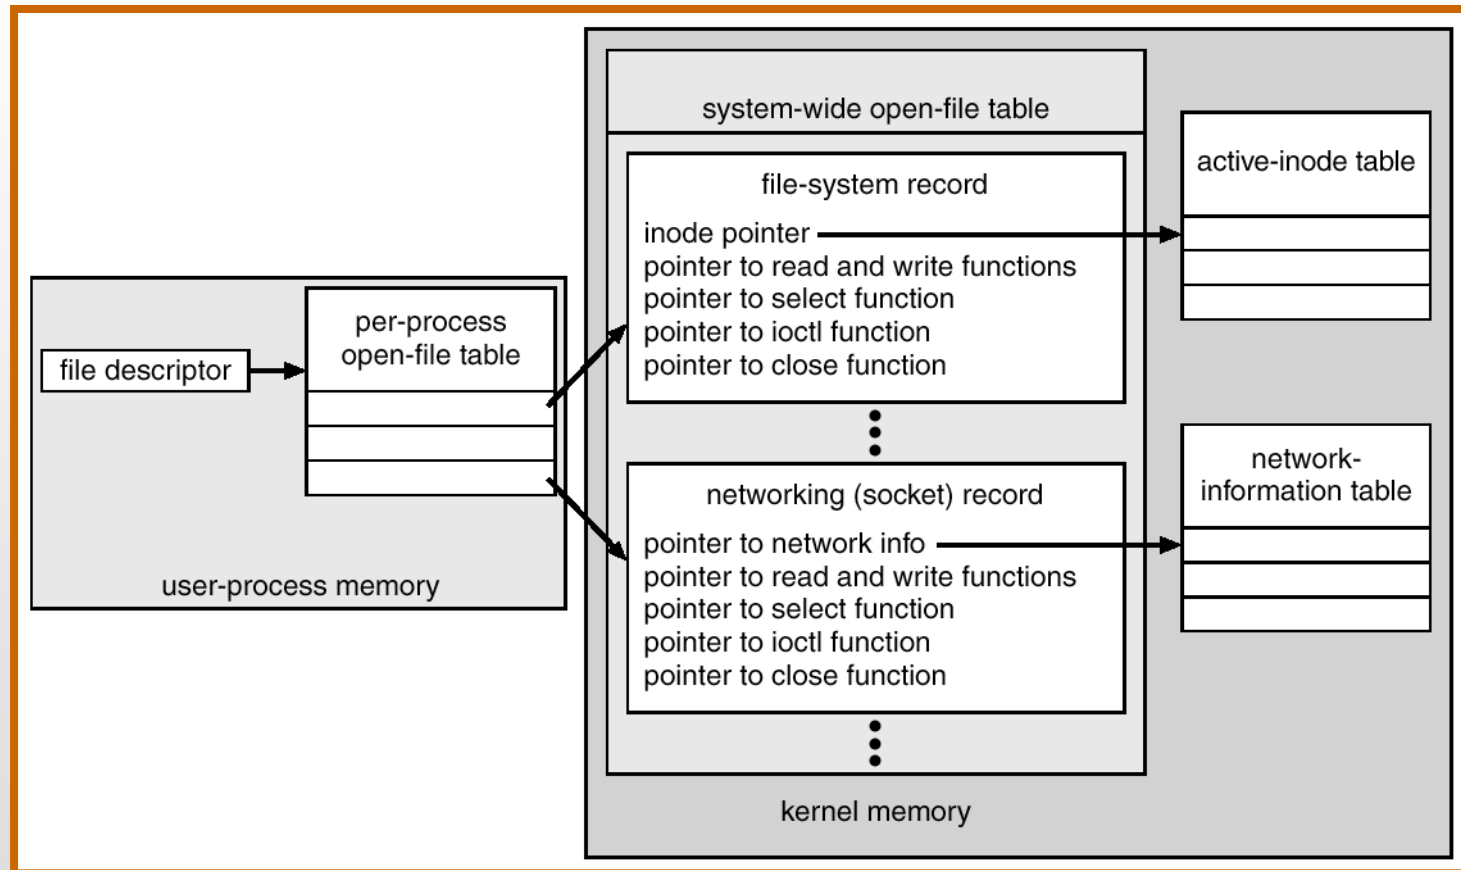 system-wide open-file table
file-system record
inode pointer
pointer to read and write functions
pointer to select function
pointer to ioctl function
pointer to close function
active-inode table
per-process
open-file table
file descriptor
user-process memory
networking (socket) record
pointer to network info
pointer to read and write functions
pointer to select function
pointer to ioctl function
pointer to close function
network-
information table
kernel memory